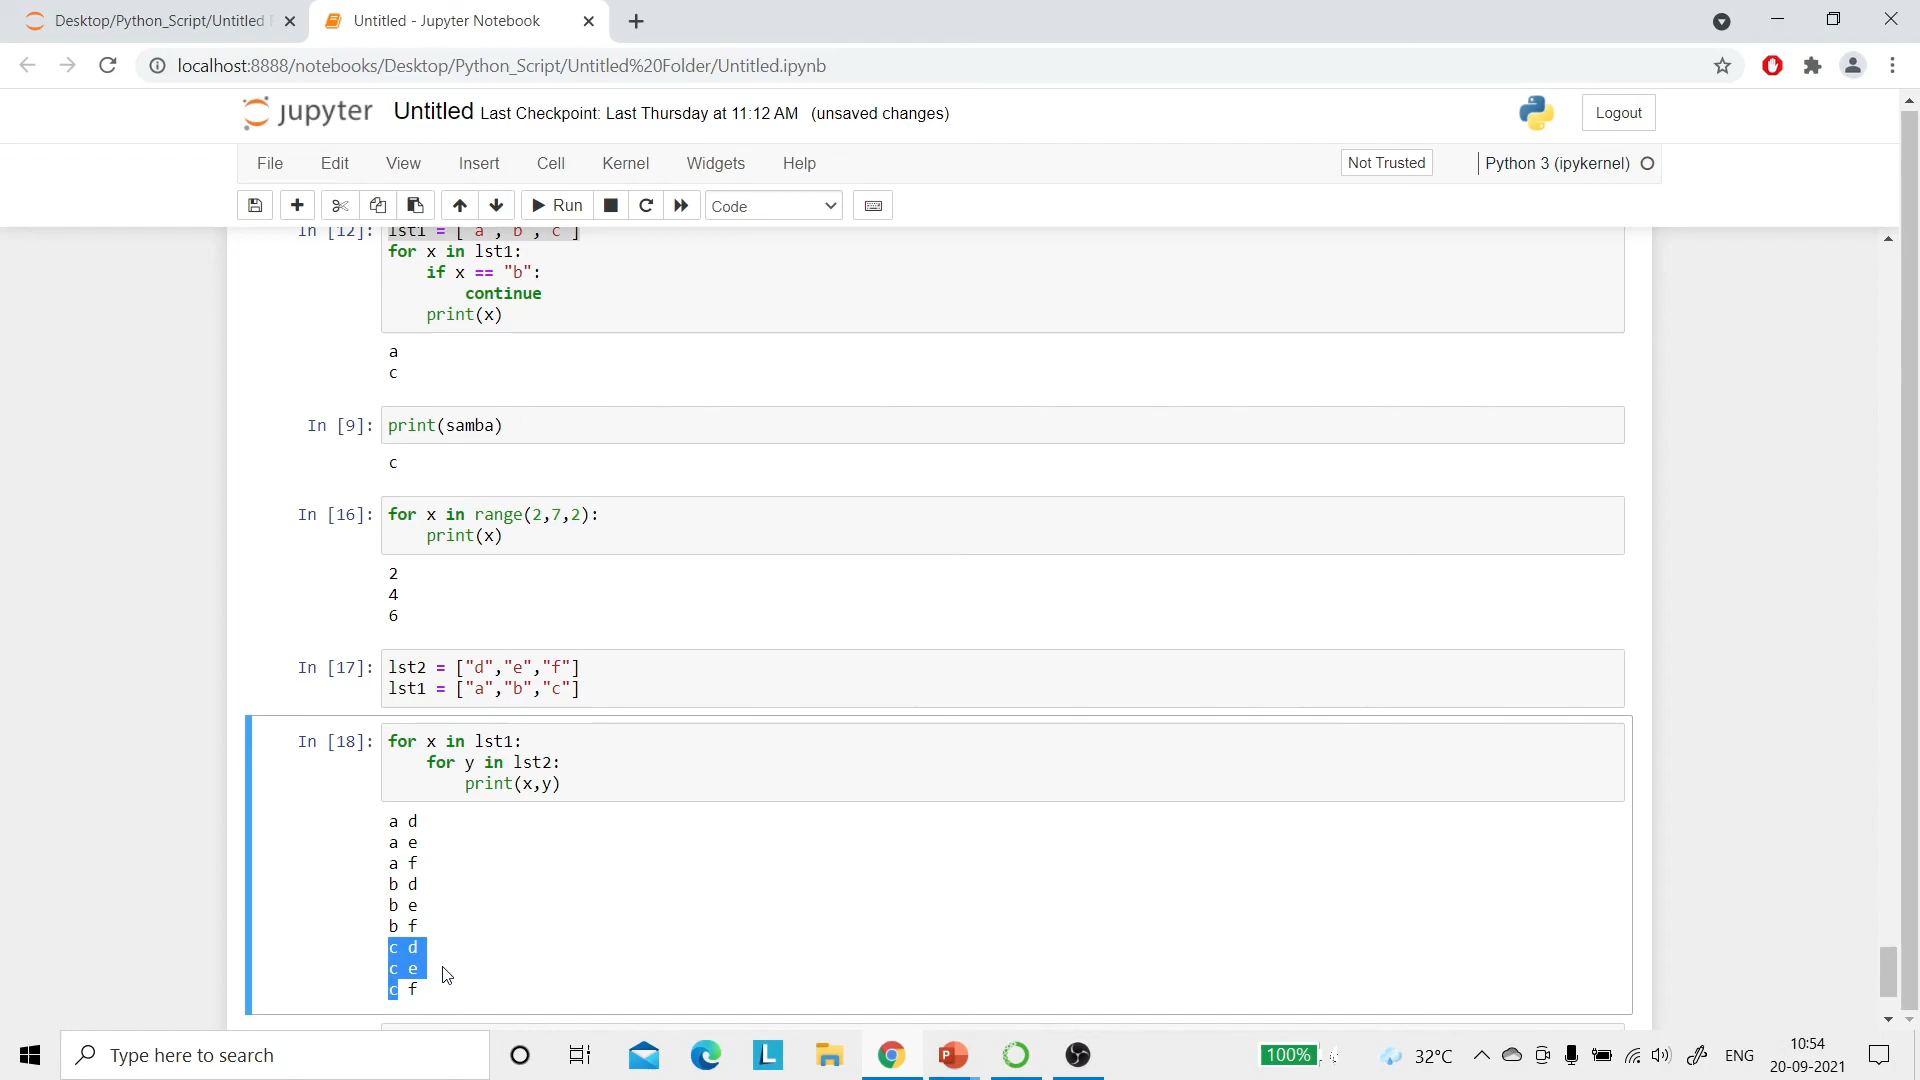 Desktop/Python_Script/Untitled F
Untitled - Jupyter Notebook
localhost:8888/notebooks/Desktop/Python_Script/Untitled%20Folder/Untitled.ipynb
jupyter Untitled Last Checkpoint: Last Thursday at 11:12 AM (unsaved changes)
Logout
File Edit View Insert Cell Kernel Widgets Help
Not Trusted
Python 3 (ipykernel)
Run
Code
In [12]: lst1 = ["a","b","c"]
for x in lst1:
    if x == "b":
        continue
    print(x)
a
c
In [9]: print(samba)
c
In [16]: for x in range(2,7,2):
    print(x)
2
4
6
In [17]: lst2 = ["d","e","f"]
lst1 = ["a","b","c"]
In [18]: for x in lst1:
    for y in lst2:
        print(x,y)
a d
a e
a f
b d
b e
b f
c d
c e
c f
Type here to search
L
P
100%
32°C
ENG
10:54
20-09-2021